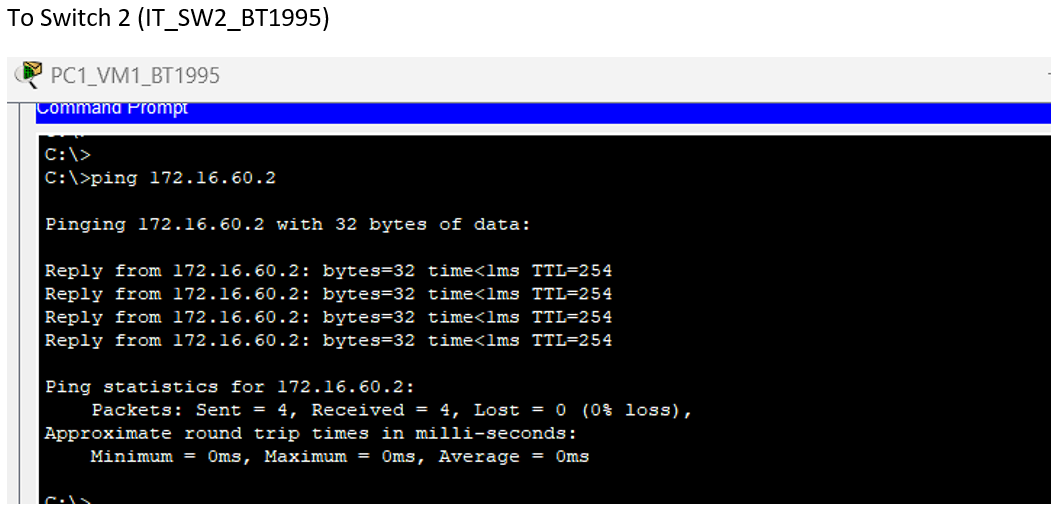 To Switch 2 (IT_SW2_BT1995)
PC1_VM1_BT1995
Command Prompt
C:\>
C:\>ping 172.16.60.2
Pinging 172.16.60.2 with 32 bytes of data:
Reply from 172.16.60.2: bytes=32 time<1ms TTL=254
Reply from 172.16.60.2: bytes=32 time<1ms TTL=254
Reply from 172.16.60.2: bytes=32 time<1ms TTL=254
Reply from 172.16.60.2: bytes=32 time<1ms TTL=254
Ping statistics for 172.16.60.2:
Packets: Sent = 4, Received = 4, Lost = 0 (0% loss),
Approximate round trip times in milli-seconds:
Minimum = 0ms, Maximum = 0ms, Average = 0ms
C:\>